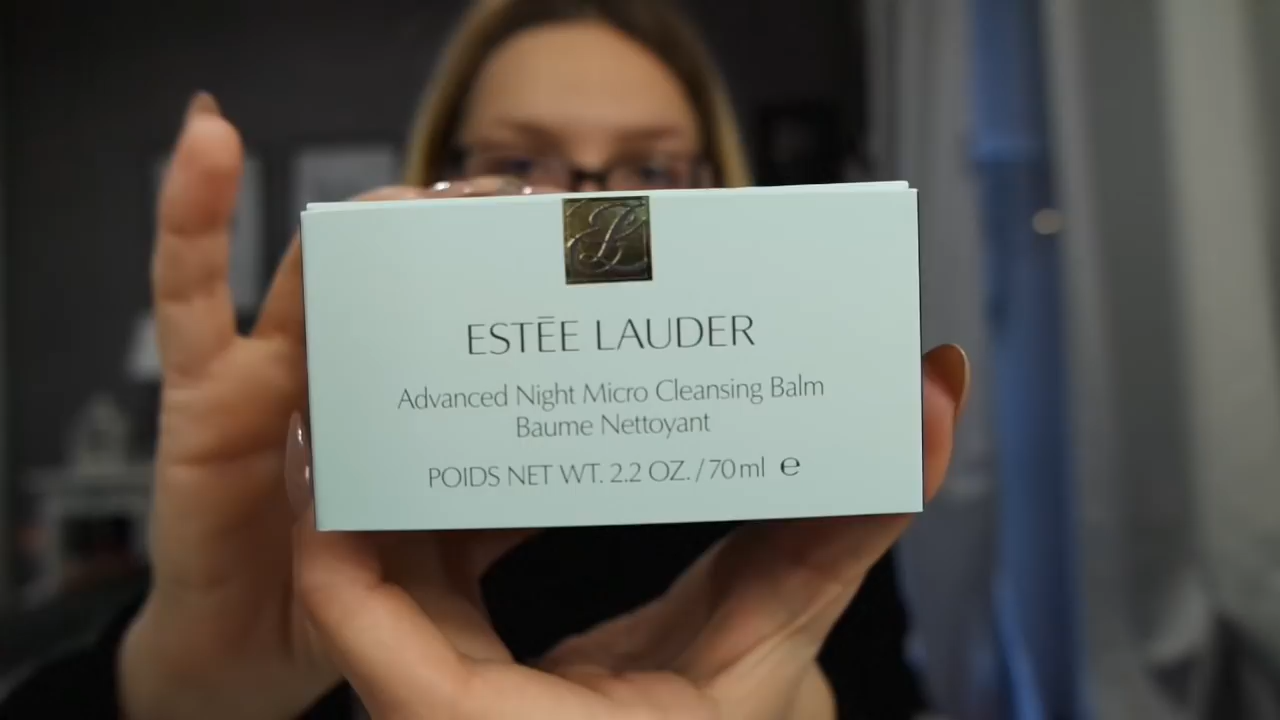 ESTĒE LAUDER
Advanced Night Micro Cleansing Balm
Baume Nettoyant
POIDS NET WT. 2.2 OZ. / 70 ml ℮